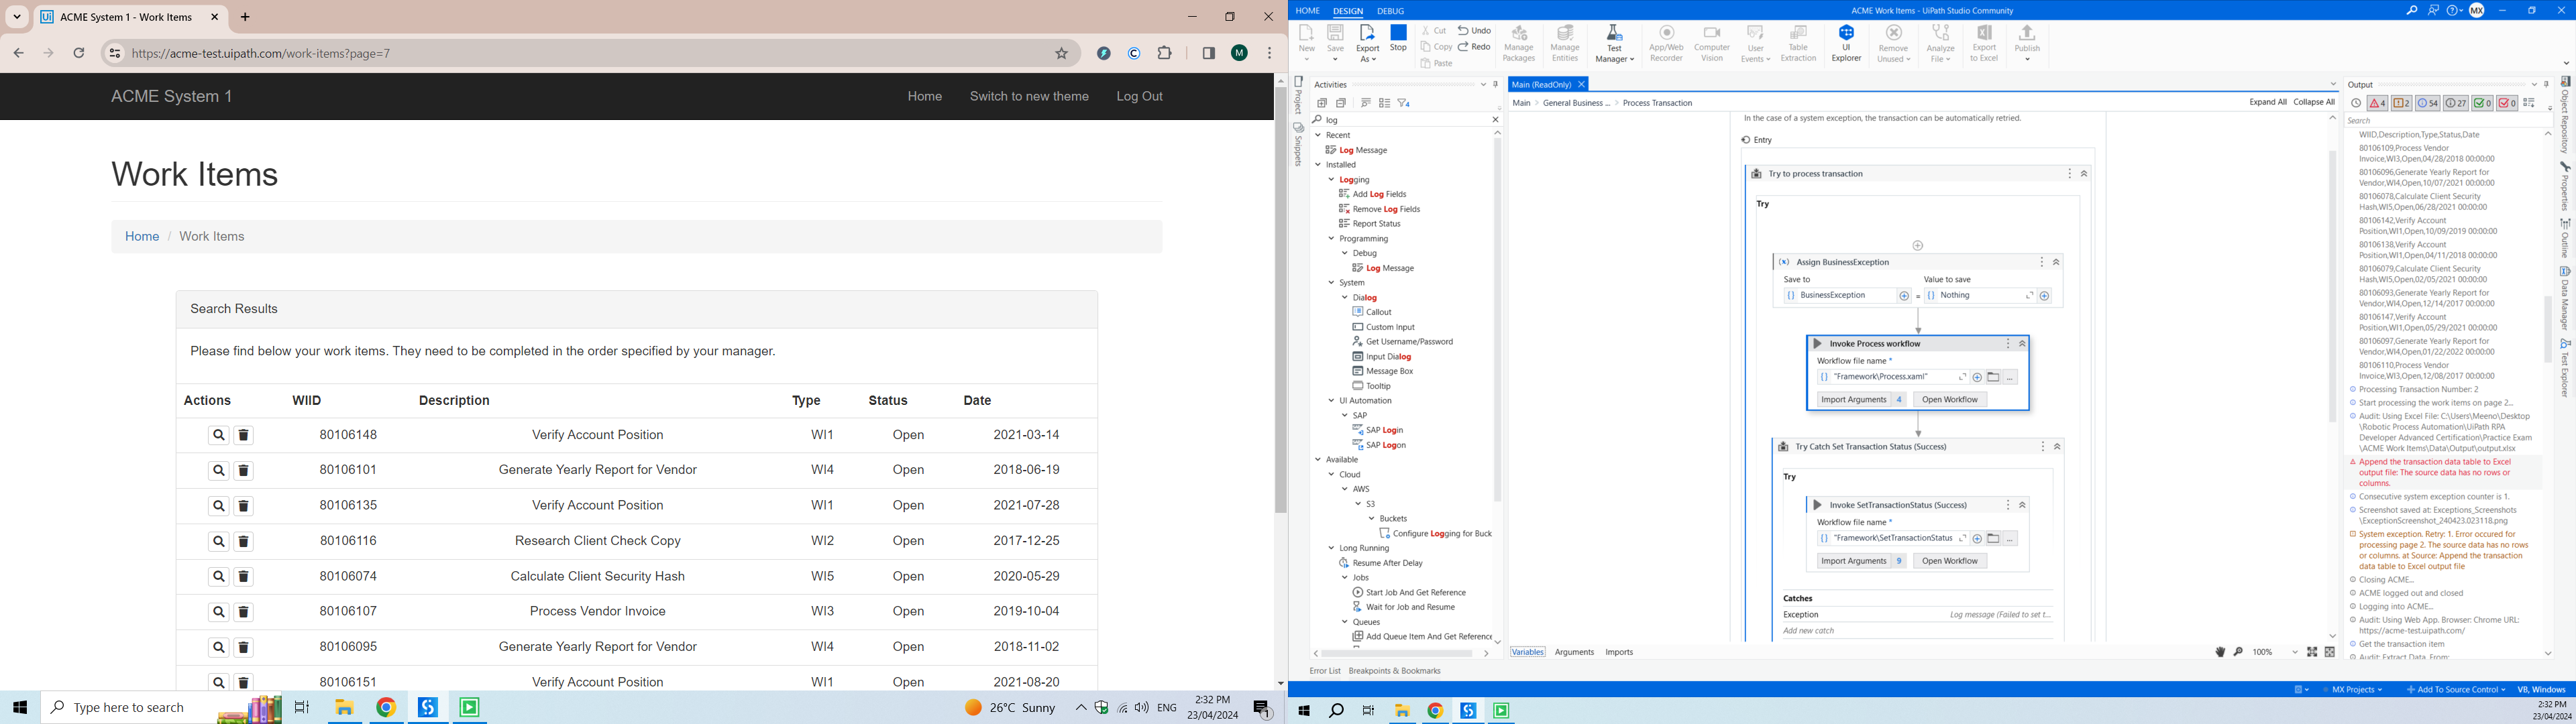 ACME System 1 - Work Items
https://acme-test.uipath.com/work-items?page=7
M
ACME System 1
Home
Switch to new theme
Log Out
Work Items
Home / Work Items
Search Results
Please find below your work items. They need to be completed in the order specified by your manager.
Actions WIID Description Type Status Date
80106148 Verify Account Position WI1 Open 2021-03-14
80106101 Generate Yearly Report for Vendor WI4 Open 2018-06-19
80106135 Verify Account Position WI1 Open 2021-07-28
80106116 Research Client Check Copy WI2 Open 2017-12-25
80106074 Calculate Client Security Hash WI5 Open 2020-05-29
80106107 Process Vendor Invoice WI3 Open 2019-10-04
80106095 Generate Yearly Report for Vendor WI4 Open 2018-11-02
80106151 Verify Account Position WI1 Open 2021-08-20
Type here to search
26°C Sunny
ENG
2:32 PM
23/04/2024
1
HOME DESIGN DEBUG
ACME Work Items - UiPath Studio Community
MX
New
Save
Export As
Stop
Cut
Copy
Paste
Undo
Redo
Manage Packages
Manage Entities
Test Manager
App/Web Recorder
Computer Vision
User Events
Table Extraction
UI Explorer
Remove Unused
Analyze File
Export to Excel
Publish
Project
Snippets
Activities
log
Recent
Log Message
Installed
Logging
Add Log Fields
Remove Log Fields
Report Status
Programming
Debug
Log Message
System
Dialog
Callout
Custom Input
Get Username/Password
Input Dialog
Message Box
Tooltip
UI Automation
SAP
SAP Login
SAP Logon
Available
Cloud
AWS
S3
Buckets
Configure Logging for Buck
Long Running
Resume After Delay
Jobs
Start Job And Get Reference
Wait for Job and Resume
Queues
Add Queue Item And Get Reference
Error List Breakpoints & Bookmarks
Main (ReadOnly)
Main > General Business ... > Process Transaction
Expand All Collapse All
In the case of a system exception, the transaction can be automatically retried.
Entry
Try to process transaction
Try
Assign BusinessException
Save to
Value to save
BusinessException = Nothing
Invoke Process workflow
Workflow file name *
"Framework\Process.xaml"
Import Arguments 4 Open Workflow
Try Catch Set Transaction Status (Success)
Try
Invoke SetTransactionStatus (Success)
Workflow file name *
"Framework\SetTransactionStatus
Import Arguments 9 Open Workflow
Catches
Exception
Log message (Failed to set t...
Add new catch
Variables Arguments Imports
100%
Output
4 2 54 27 0 0
Search
WIID,Description,Type,Status,Date
80106109,Process Vendor
Invoice,WI3,Open,04/28/2018 00:00:00
80106096,Generate Yearly Report for
Vendor,WI4,Open,10/07/2021 00:00:00
80106078,Calculate Client Security
Hash,WI5,Open,06/28/2021 00:00:00
80106142,Verify Account
Position,WI1,Open,10/09/2019 00:00:00
80106138,Verify Account
Position,WI1,Open,04/11/2018 00:00:00
80106079,Calculate Client Security
Hash,WI5,Open,02/05/2021 00:00:00
80106093,Generate Yearly Report for
Vendor,WI4,Open,12/14/2017 00:00:00
80106147,Verify Account
Position,WI1,Open,05/29/2021 00:00:00
80106097,Generate Yearly Report for
Vendor,WI4,Open,01/22/2022 00:00:00
80106110,Process Vendor
Invoice,WI3,Open,12/08/2017 00:00:00
Processing Transaction Number: 2
Start processing the work items on page 2...
Audit: Using Excel File: C:\Users\Meeno\Desktop
\Robotic Process Automation\UiPath RPA
Developer Advanced Certification\Practice Exam
\ACME Work Items\Data\Output\output.xlsx
Append the transaction data table to Excel
output file: The source data has no rows or
columns.
Consecutive system exception counter is 1.
Screenshot saved at: Exceptions_Screenshots
\ExceptionScreenshot_240423.023118.png
System exception. Retry: 1. Error occured for
processing page 2. The source data has no rows
or columns. at Source: Append the transaction
data table to Excel output file
Closing ACME...
ACME logged out and closed
Logging into ACME...
Audit: Using Web App. Browser: Chrome URL:
https://acme-test.uipath.com/
Get the transaction item
Audit: Extract Data. From:
Object Repository
Properties
Outline
Data Manager
Test Explorer
MX Projects
Add To Source Control
VB, Windows
2:32 PM
23/04/2024